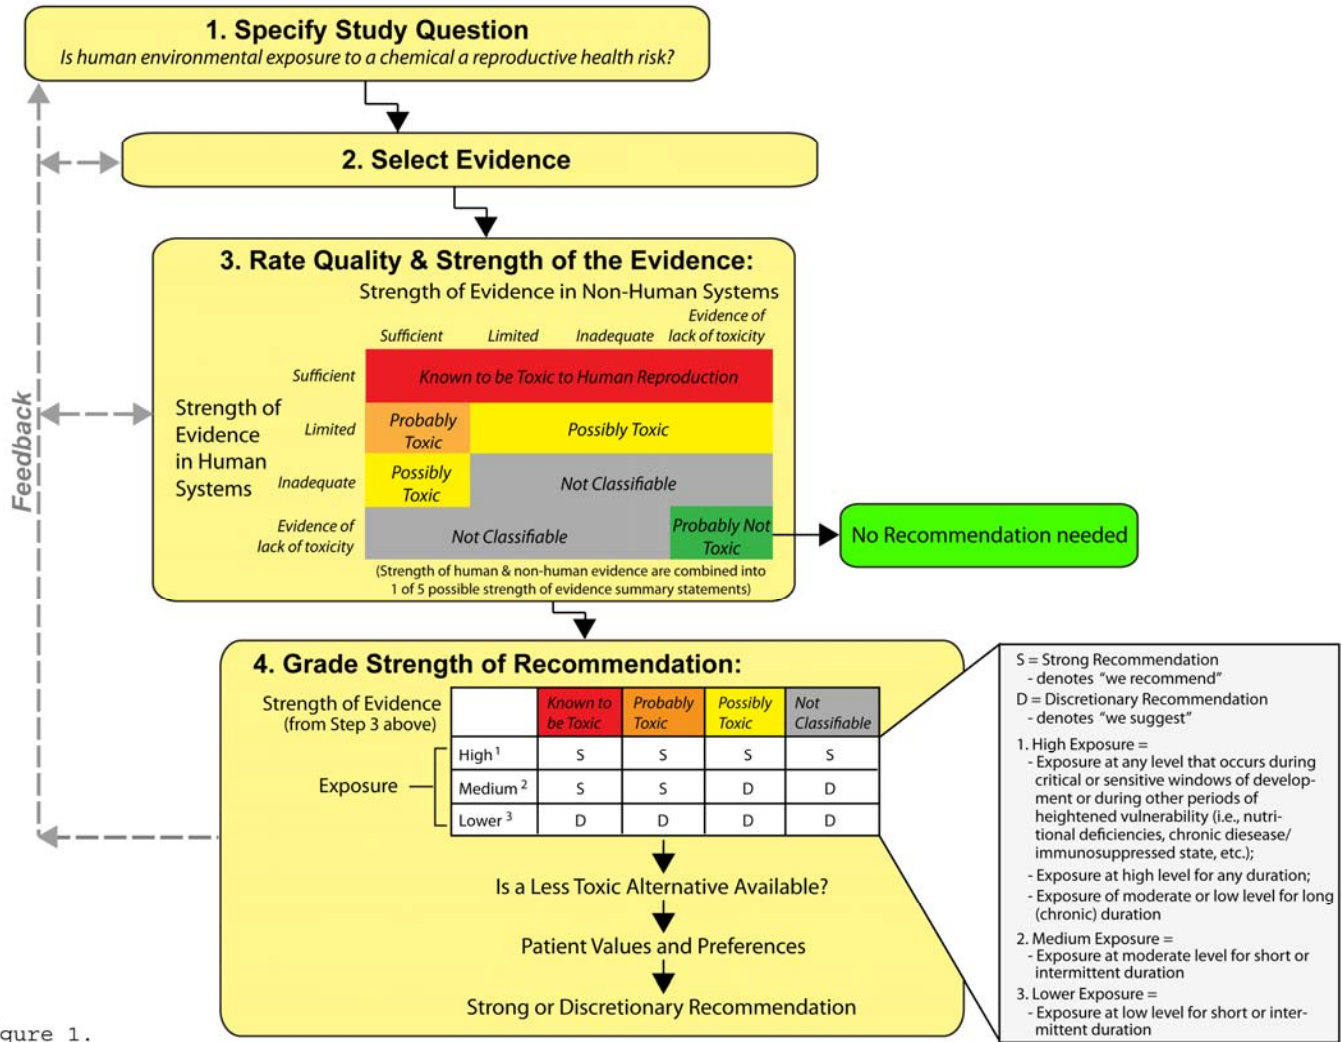 1. Specify Study Question
Is human environmental exposure to a chemical a reproductive health risk?
2. Select Evidence
3. Rate Quality & Strength of the Evidence:
Strength of Evidence in Non-Human Systems
Sufficient
Limited
Inadequate
Evidence of
lack of toxicity
Strength of
Evidence
in Human
Systems
Sufficient
Known to be Toxic to Human Reproduction
Limited
Probably
Toxic
Possibly Toxic
Inadequate
Possibly
Toxic
Not Classifiable
Evidence of
lack of toxicity
Not Classifiable
Probably Not
Toxic
(Strength of human & non-human evidence are combined into
1 of 5 possible strength of evidence summary statements)
No Recommendation needed
Feedback
4. Grade Strength of Recommendation:
Strength of Evidence
(from Step 3 above)
Known to
be Toxic
Probably
Toxic
Possibly
Toxic
Not
Classifiable
Exposure
High 1 S S S S
Medium 2 S S D D
Lower 3 D D D D
Is a Less Toxic Alternative Available?
Patient Values and Preferences
Strong or Discretionary Recommendation
S = Strong Recommendation
- denotes "we recommend"
D = Discretionary Recommendation
- denotes "we suggest"
1. High Exposure =
- Exposure at any level that occurs during
critical or sensitive windows of develop-
ment or during other periods of
heightened vulnerability (i.e., nutri-
tional deficiencies, chronic diesease/
immunosuppressed state, etc.);
- Exposure at high level for any duration;
- Exposure of moderate or low level for long
(chronic) duration
2. Medium Exposure =
- Exposure at moderate level for short or
intermittent duration
3. Lower Exposure =
- Exposure at low level for short or inter-
mittent duration
gure 1.